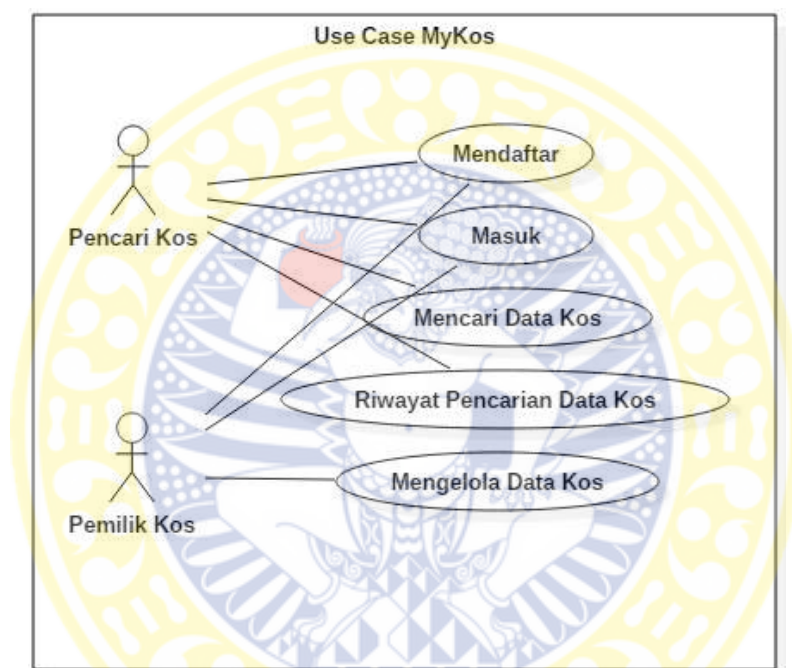 Use Case MyKos
Mendaftar
Pencari Kos
Masuk
Mencari Data Kos
Riwayat Pencarian Data Kos
Mengelola Data Kos
Pemilik Kos